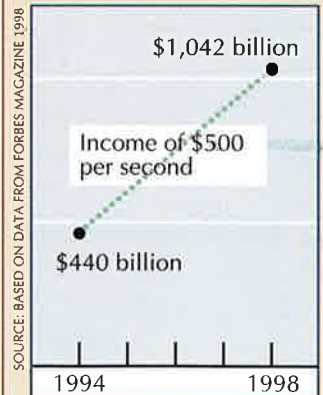 SOURCE: BASED ON DATA FROM FORBES MAGAZINE 1998
$1,042 billion
Income of $500
per second
$440 billion
1994 1998